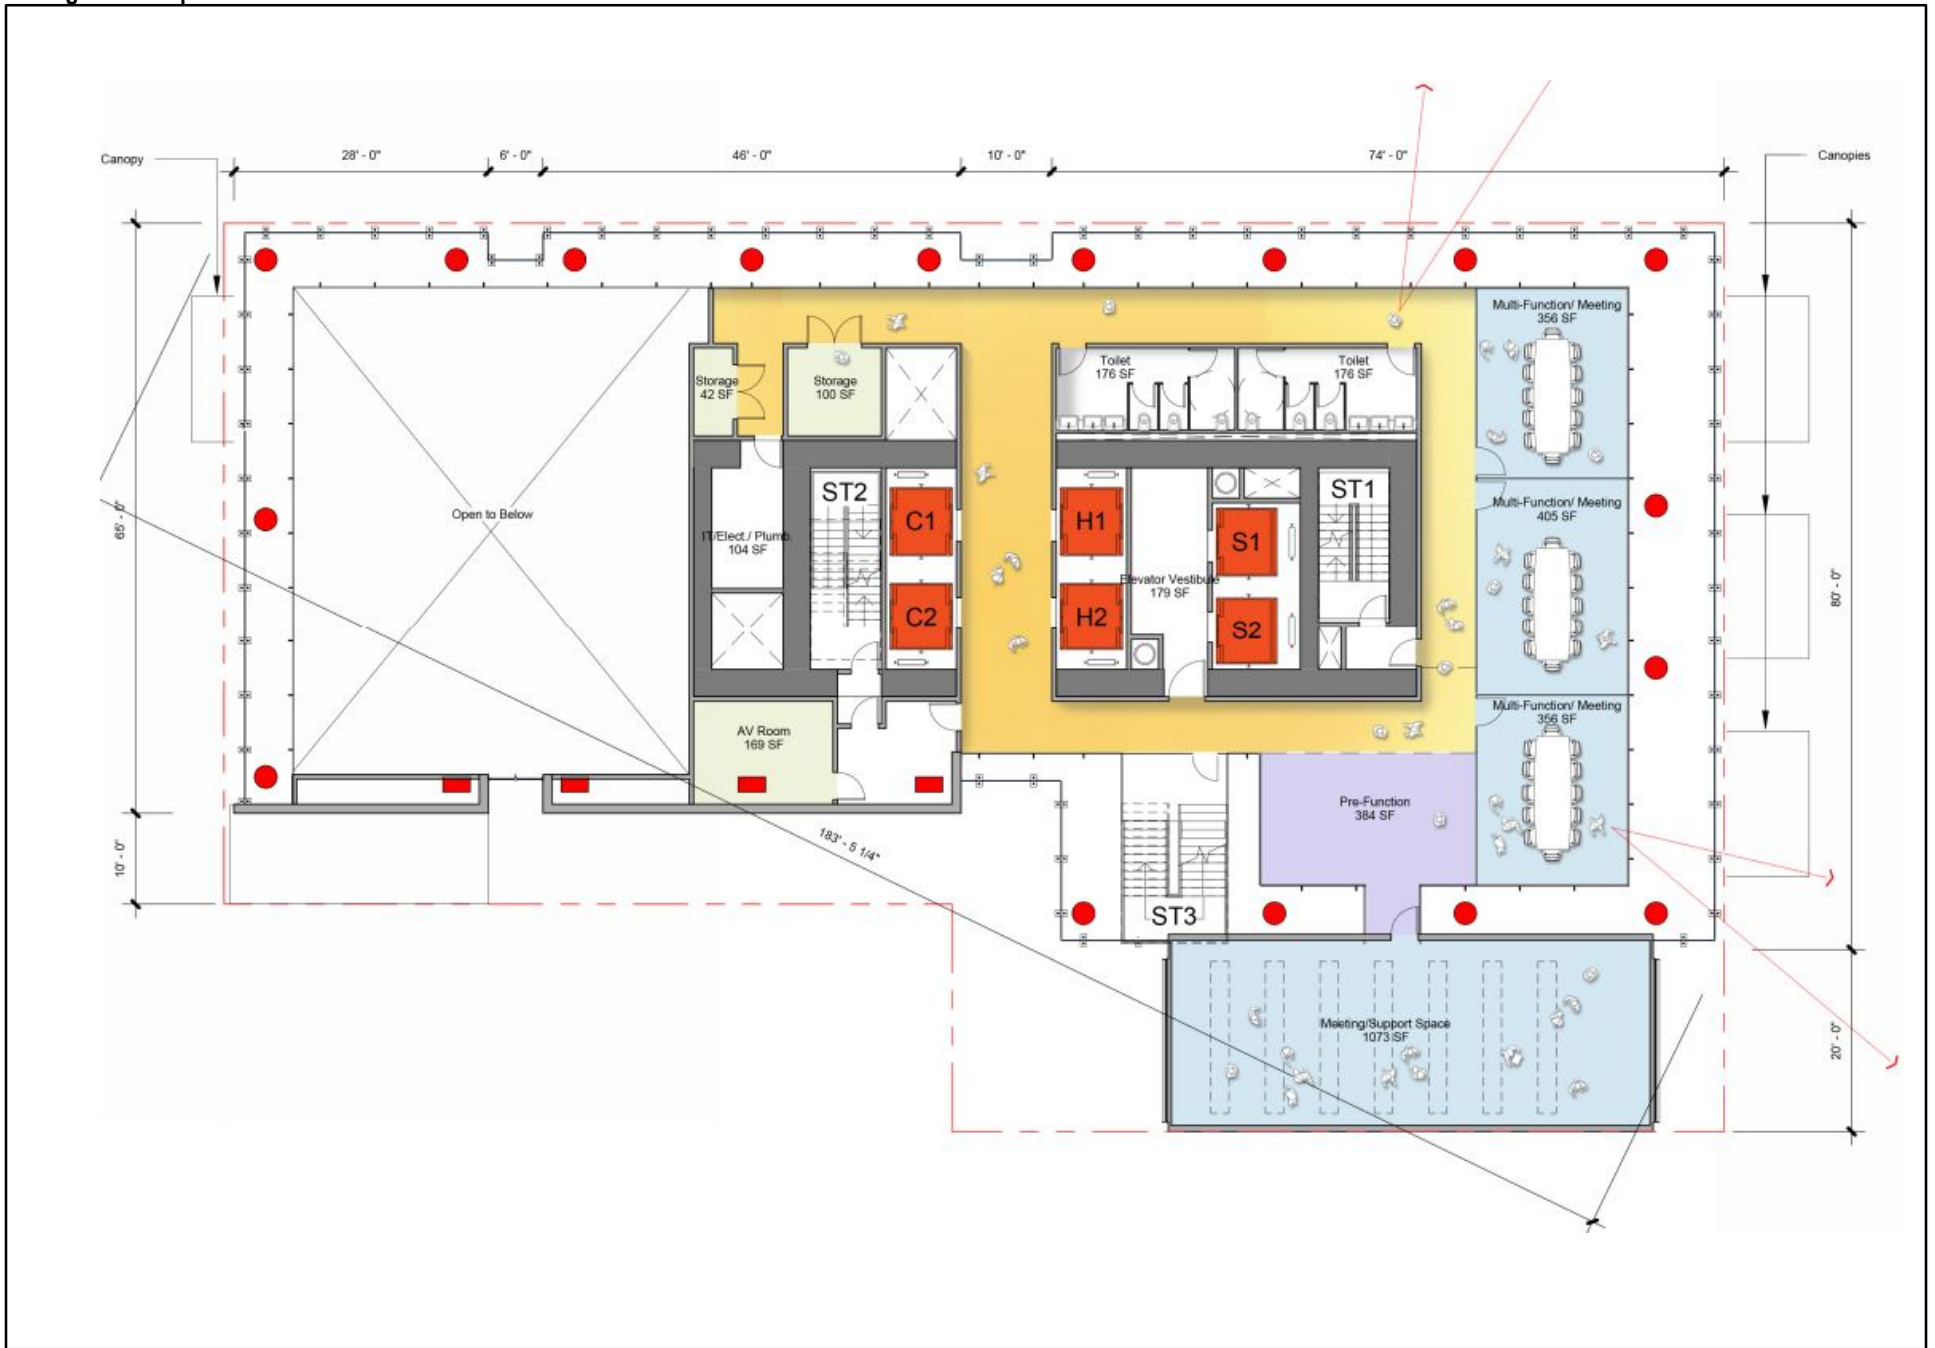 28' - 0"
6' - 0"
46' - 0"
10' - 0"
74' - 0"
Canopy
Canopies
Multi-Function/ Meeting
356 SF
Toilet
176 SF
Toilet
176 SF
Storage
42 SF
Storage
100 SF
ST2
ST1
Multi-Function/ Meeting
405 SF
Open to Below
C1
H1
S1
IT/Elect./ Plumb.
104 SF
65' - 0"
Elevator Vestibule
179 SF
80' - 0"
C2
H2
S2
Multi-Function/ Meeting
356 SF
AV Room
169 SF
Pre-Function
384 SF
183' - 5 1/4"
10' - 0"
ST3
Meeting/Support Space
1073 SF
20' - 0"